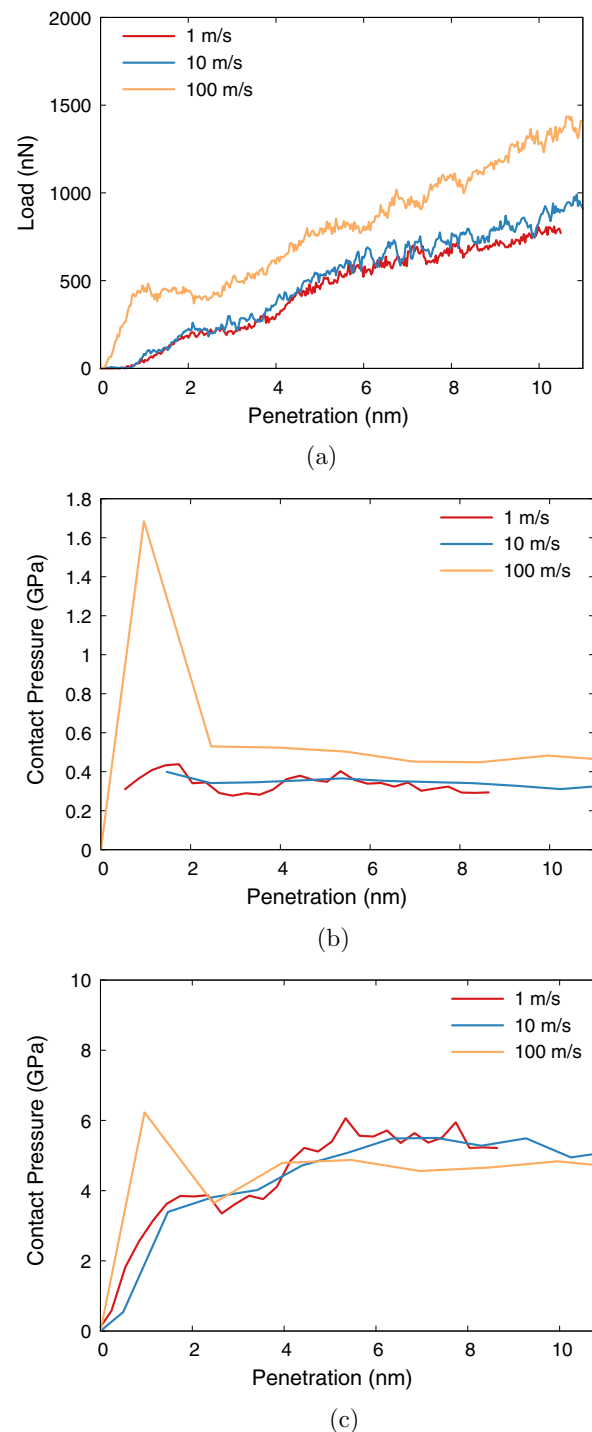 2000
1500
1000
500
0
Load (nN)
1 m/s
10 m/s
100 m/s
0 2 4 6 8 10
Penetration (nm)
(a)
1.8
1.6
1.4
1.2
1
0.8
0.6
0.4
0.2
0
Contact Pressure (GPa)
1 m/s
10 m/s
100 m/s
0 2 4 6 8 10
Penetration (nm)
(b)
10
8
6
4
2
0
Contact Pressure (GPa)
1 m/s
10 m/s
100 m/s
0 2 4 6 8 10
Penetration (nm)
(c)